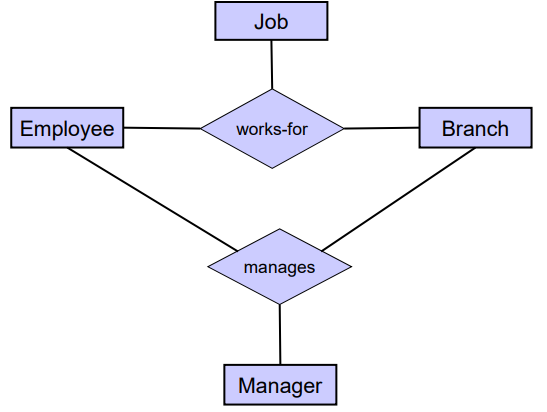 Job
Employee
works-for
Branch
manages
Manager